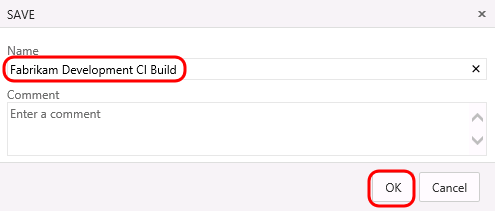 SAVE
Name
Fabrikam Development CI Build
Comment
Enter a comment
OK
Cancel